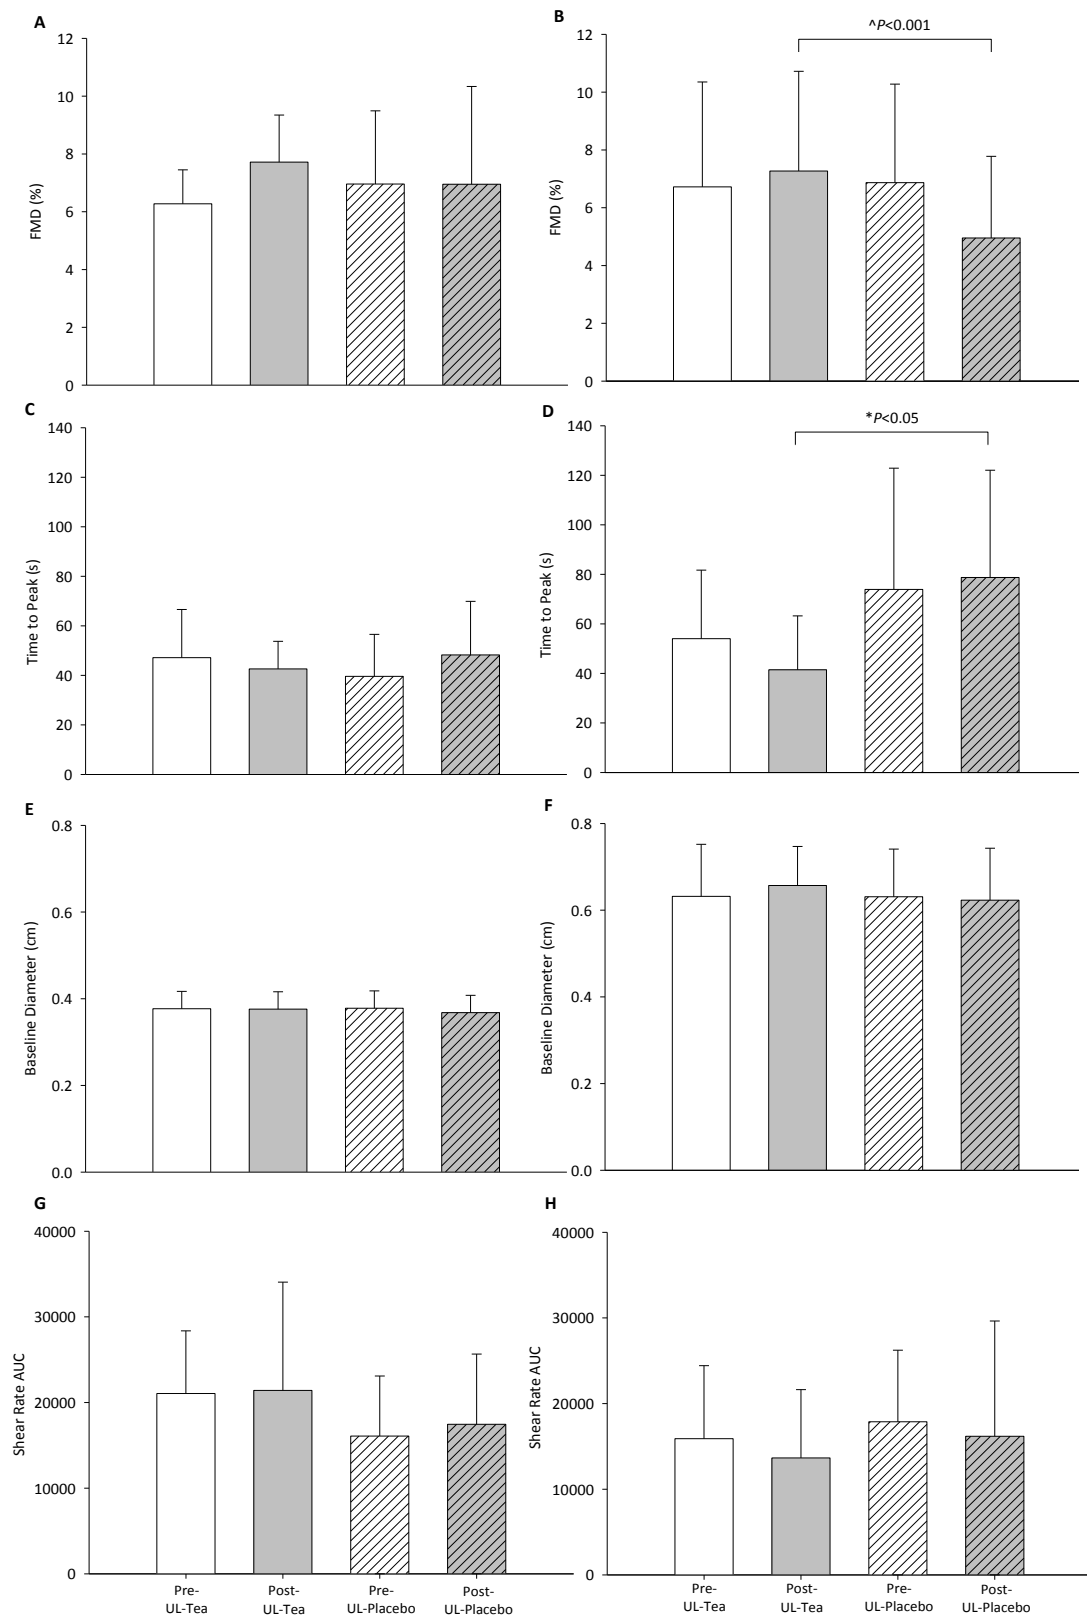 A
12
10
8
6
4
2
0
FMD (%)
B
^P<0.001
12
10
8
6
4
2
0
FMD (%)
C
140
120
100
80
60
40
20
0
Time to Peak (s)
D
*P<0.05
140
120
100
80
60
40
20
0
Time to Peak (s)
E
0.8
0.6
0.4
0.2
0.0
Baseline Diameter (cm)
F
0.8
0.6
0.4
0.2
0.0
Baseline Diameter (cm)
G
40000
30000
20000
10000
0
Shear Rate AUC
Pre-
UL-Tea
Post-
UL-Tea
Pre-
UL-Placebo
Post-
UL-Placebo
H
40000
30000
20000
10000
0
Shear Rate AUC
Pre-
UL-Tea
Post-
UL-Tea
Pre-
UL-Placebo
Post-
UL-Placebo